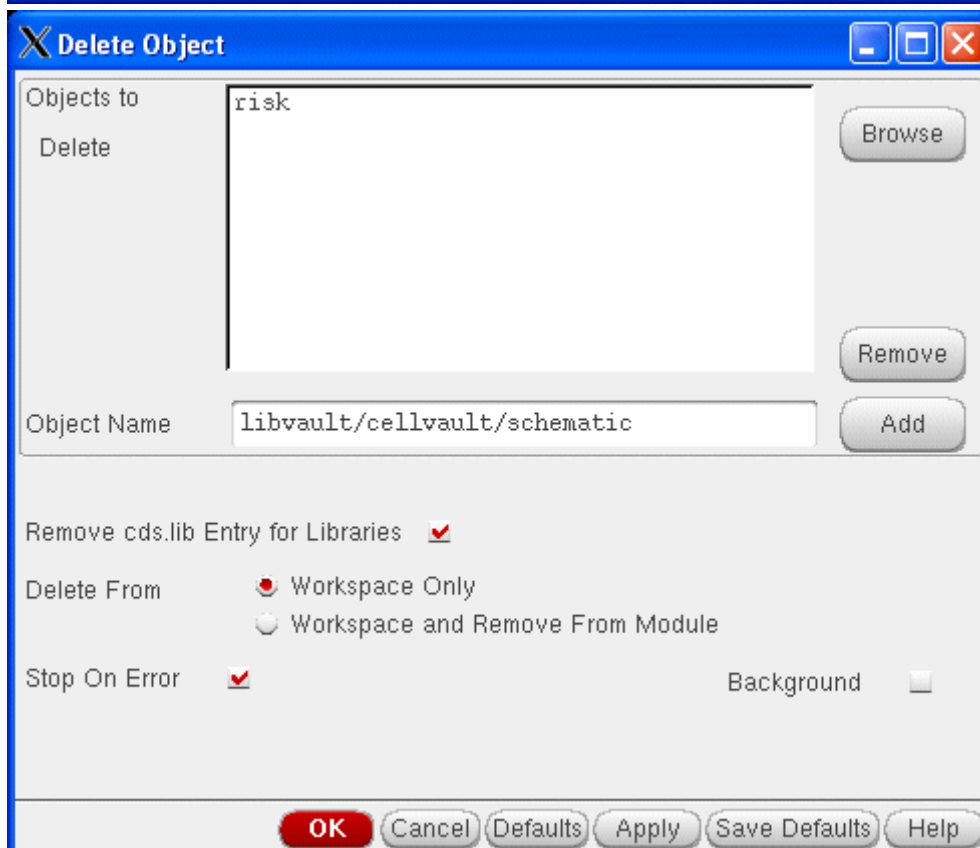 Delete Object
Objects to
Delete
risk
Browse
Remove
Object Name
libvault/cellvault/schematic
Add
Remove cds.lib Entry for Libraries
Delete From
Workspace Only
Workspace and Remove From Module
Stop On Error
Background
OK
Cancel
Defaults
Apply
Save Defaults
Help